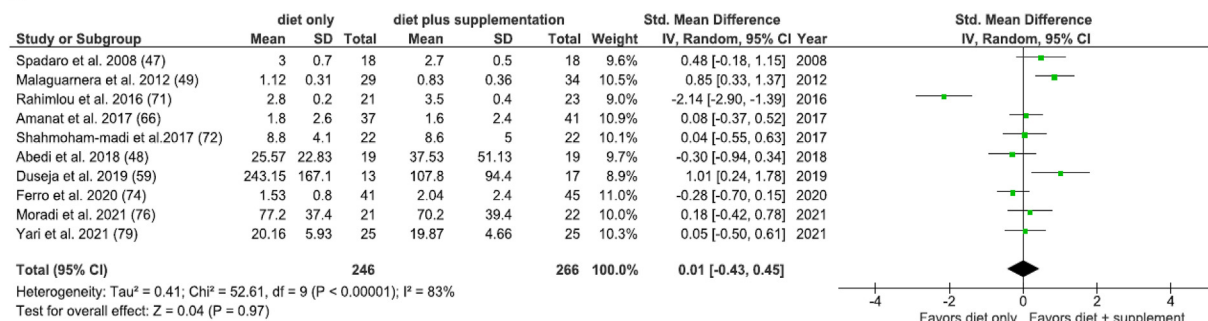 diet only diet plus supplementation Std. Mean Difference Std. Mean Difference
Study or Subgroup Mean SD Total Mean SD Total Weight IV, Random, 95% CI Year IV, Random, 95% CI
Spadaro et al. 2008 (47) 3 0.7 18 2.7 0.5 18 9.6% 0.48 [-0.18, 1.15] 2008
Malaguarnera et al. 2012 (49) 1.12 0.31 29 0.83 0.36 34 10.5% 0.85 [0.33, 1.37] 2012
Rahimlou et al. 2016 (71) 2.8 0.2 21 3.5 0.4 23 9.0% -2.14 [-2.90, -1.39] 2016
Amanat et al. 2017 (66) 1.8 2.6 37 1.6 2.4 41 10.9% 0.08 [-0.37, 0.52] 2017
Shahmoham-madi et al.2017 (72) 8.8 4.1 22 8.6 5 22 10.1% 0.04 [-0.55, 0.63] 2017
Abedi et al. 2018 (48) 25.57 22.83 19 37.53 51.13 19 9.7% -0.30 [-0.94, 0.34] 2018
Duseja et al. 2019 (59) 243.15 167.1 13 107.8 94.4 17 8.9% 1.01 [0.24, 1.78] 2019
Ferro et al. 2020 (74) 1.53 0.8 41 2.04 2.4 45 11.0% -0.28 [-0.70, 0.15] 2020
Moradi et al. 2021 (76) 77.2 37.4 21 70.2 39.4 22 10.0% 0.18 [-0.42, 0.78] 2021
Yari et al. 2021 (79) 20.16 5.93 25 19.87 4.66 25 10.3% 0.05 [-0.50, 0.61] 2021
Total (95% CI) 246 266 100.0% 0.01 [-0.43, 0.45]
Heterogeneity: Tau² = 0.41; Chi² = 52.61, df = 9 (P < 0.00001); I² = 83%
Test for overall effect: Z = 0.04 (P = 0.97)
-4 -2 0 2 4
Favors diet only Favors diet + supplement